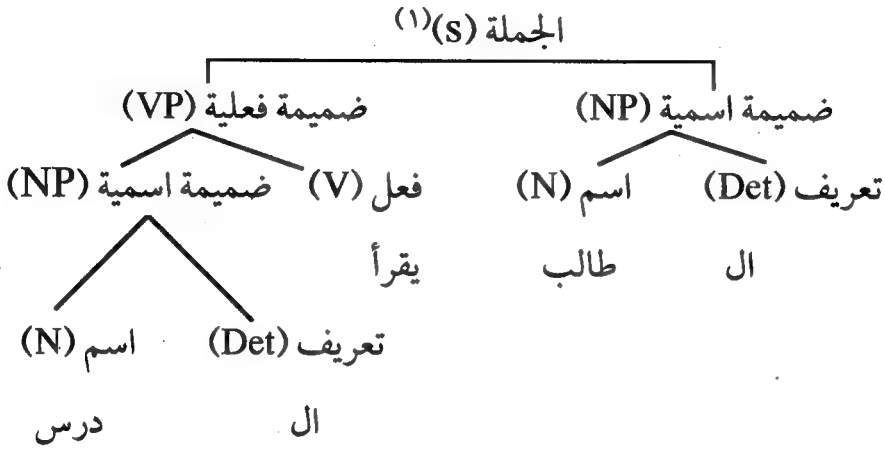 الجملة (s)(١)
ضميمة اسمية (NP) ضميمة فعلية (VP)
تعريف (Det) اسم (N) فعل (V) ضميمة اسمية (NP)
ال طالب يقرأ
تعريف (Det) اسم (N)
ال درس